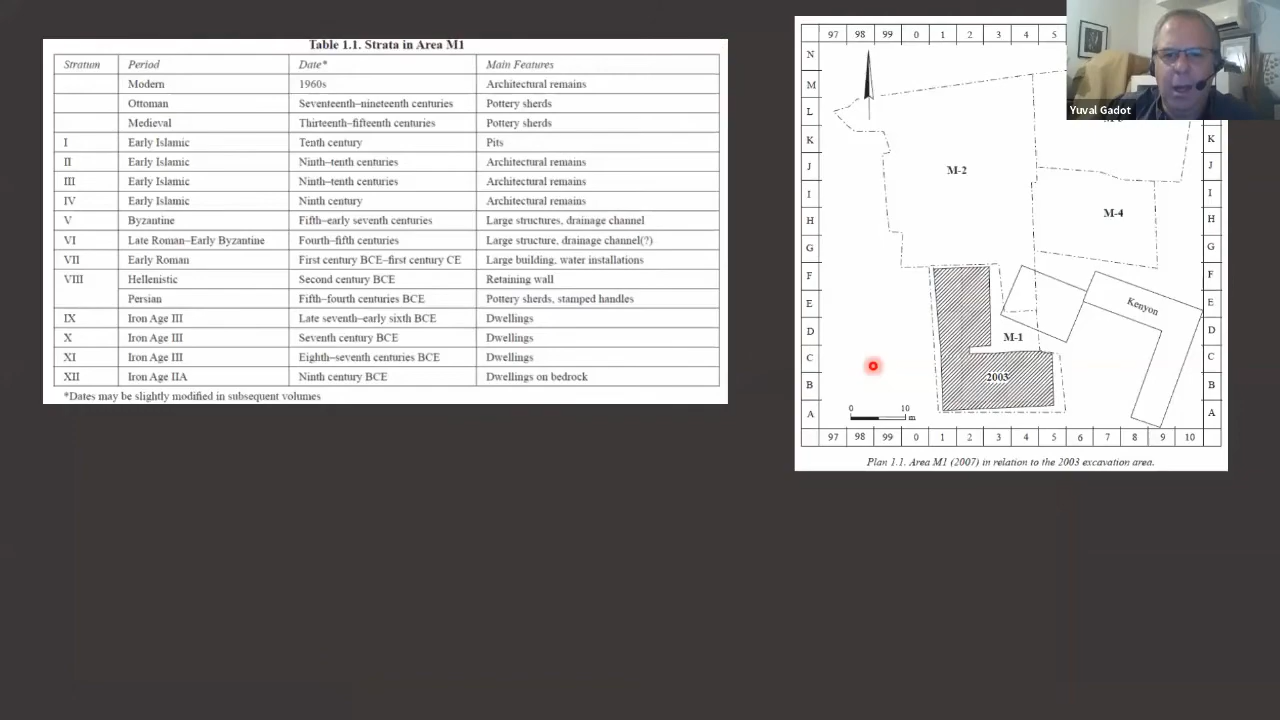 Table 1.1. Strata in Area M1
Stratum Period Date* Main Features
Modern 1960s Architectural remains
Ottoman Seventeenth–nineteenth centuries Pottery sherds
Medieval Thirteenth–fifteenth centuries Pottery sherds
I Early Islamic Tenth century Pits
II Early Islamic Ninth–tenth centuries Architectural remains
III Early Islamic Ninth–tenth centuries Architectural remains
IV Early Islamic Ninth century Architectural remains
V Byzantine Fifth–early seventh centuries Large structures, drainage channel
VI Late Roman–Early Byzantine Fourth–fifth centuries Large structure, drainage channel(?)
VII Early Roman First century BCE–first century CE Large building, water installations
VIII Hellenistic Second century BCE Retaining wall
Persian Fifth–fourth centuries BCE Pottery sherds, stamped handles
IX Iron Age III Late seventh–early sixth BCE Dwellings
X Iron Age III Seventh century BCE Dwellings
XI Iron Age III Eighth–seventh centuries BCE Dwellings
XII Iron Age IIA Ninth century BCE Dwellings on bedrock
*Dates may be slightly modified in subsequent volumes
97 98 99 0 1 2 3 4 5
N
M
L
K K
J J
I I
H H
G G
F F
E E
D D
C C
B B
A A
Yuval Gadot
M-2
M-4
Kenyon
M-1
2003
0 10 m
97 98 99 0 1 2 3 4 5 6 7 8 9 10
Plan 1.1. Area M1 (2007) in relation to the 2003 excavation area.